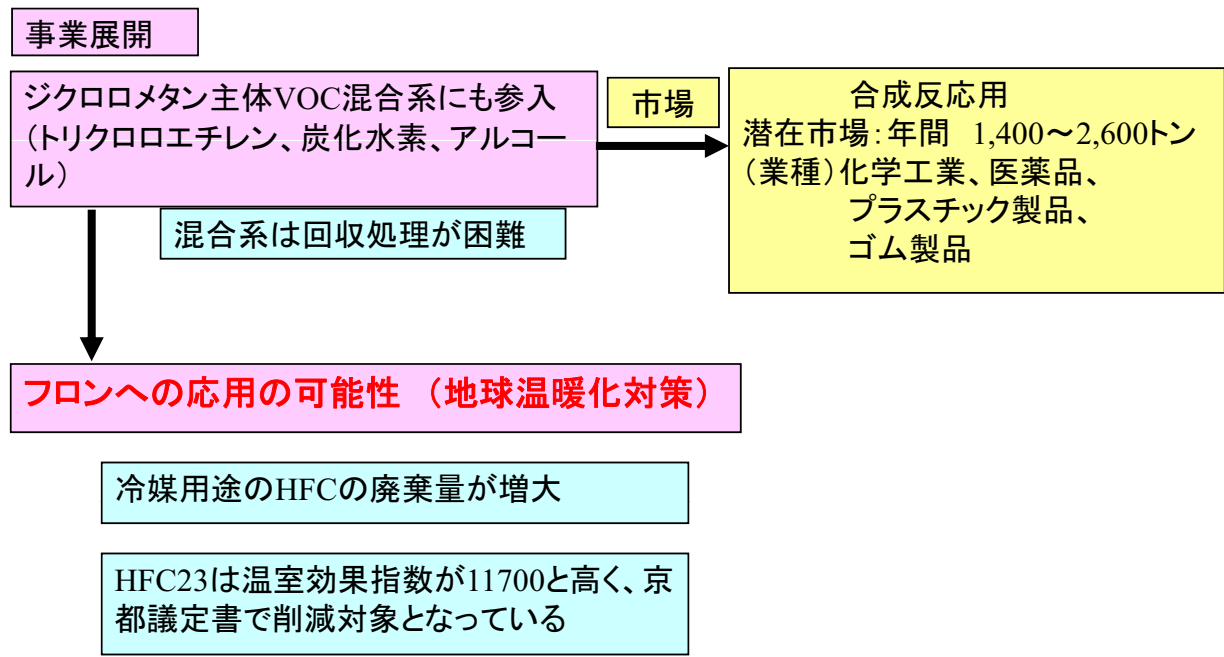 事業展開
ジクロロメタン主体VOC混合系にも参入
(トリクロロエチレン、炭化水素、アルコー
ル)
市場
合成反応用
潜在市場:年間 1,400～2,600トン
(業種)化学工業、医薬品、
プラスチック製品、
ゴム製品
混合系は回収処理が困難
フロンへの応用の可能性 (地球温暖化対策)
冷媒用途のHFCの廃棄量が増大
HFC23は温室効果指数が11700と高く、京
都議定書で削減対象となっている